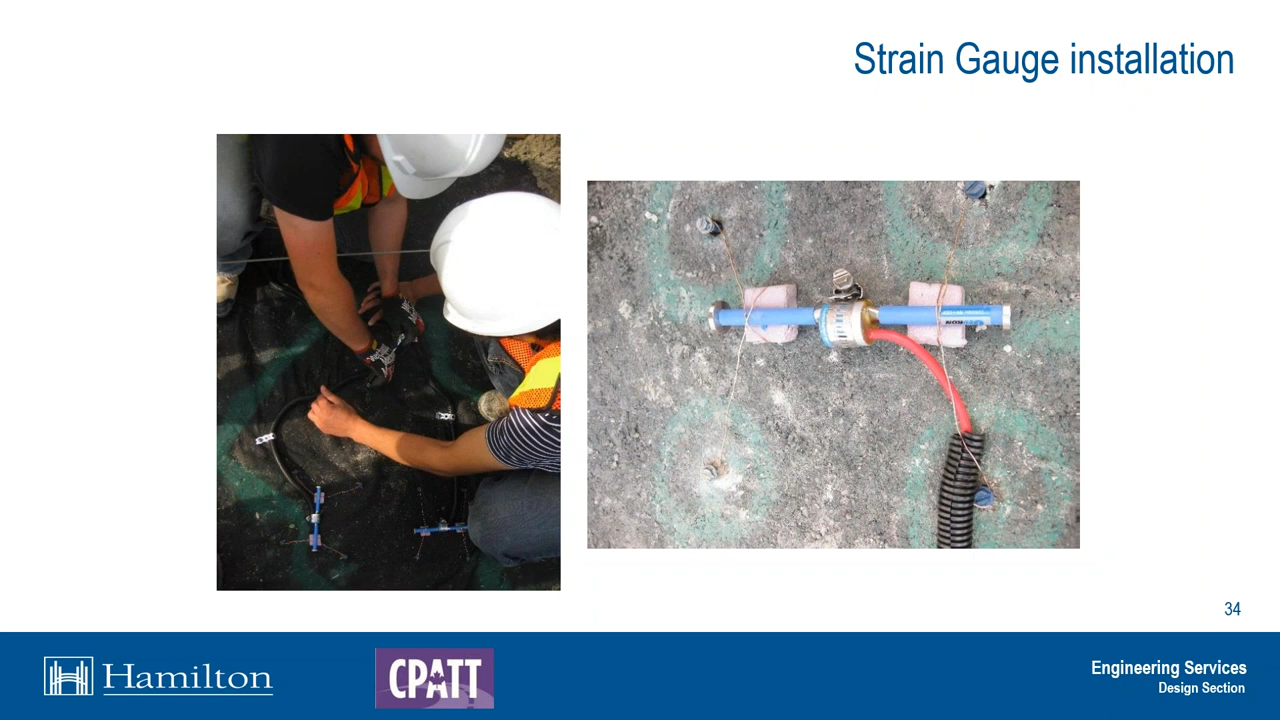 Strain Gauge installation
34
Hamilton
CPATT
Engineering Services
Design Section